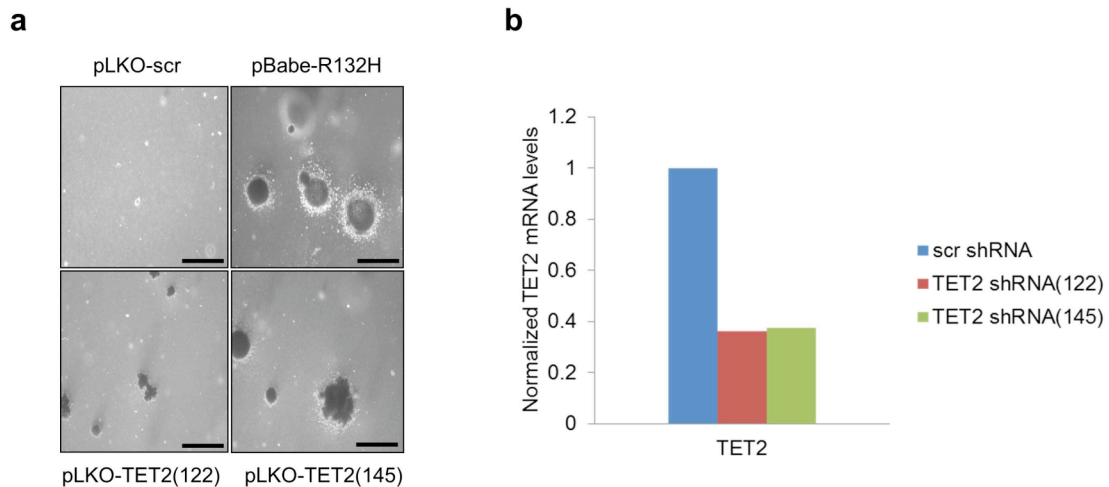 a
b
pLKO-scr
pBabe-R132H
pLKO-TET2(122)
pLKO-TET2(145)
Normalized TET2 mRNA levels
1.2
1
0.8
0.6
0.4
0.2
0
TET2
scr shRNA
TET2 shRNA(122)
TET2 shRNA(145)